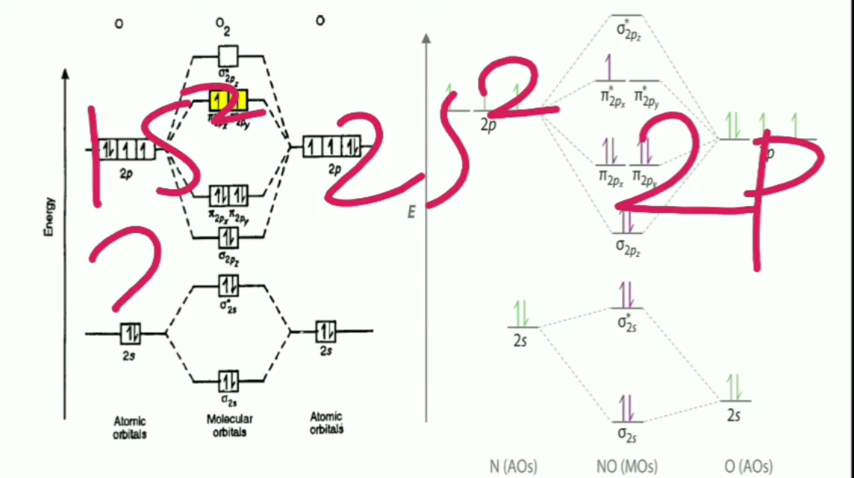 O O₂ O
σ*2pz
π*2px π*2py
2p 2p
π2px π2py
σ2pz
σ*2s
2s 2s
σ2s
Energy
Atomic orbitals Molecular orbitals Atomic orbitals
σ*2pz
π*2px π*2py
2p
π2px π2py
σ2pz
E
σ*2s
2s
2s
σ2s
N (AOs) NO (MOs) O (AOs)
1s2 2s2 2p